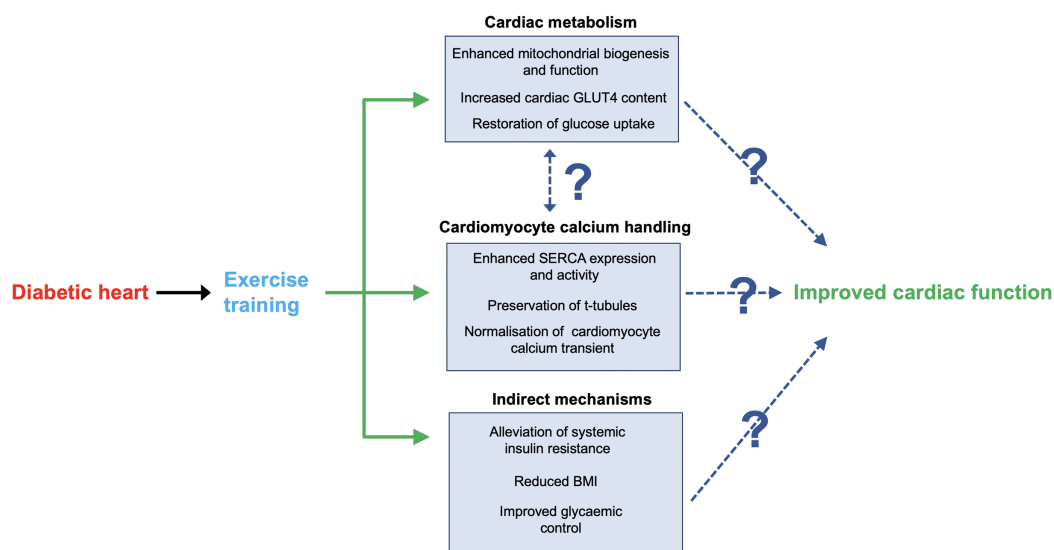 Cardiac metabolism
Enhanced mitochondrial biogenesis
and function
Increased cardiac GLUT4 content
Restoration of glucose uptake
?
?
Cardiomyocyte calcium handling
Enhanced SERCA expression
and activity
Preservation of t-tubules
Normalisation of cardiomyocyte
calcium transient
Diabetic heart
Exercise
training
?
Improved cardiac function
Indirect mechanisms
Alleviation of systemic
insulin resistance
Reduced BMI
Improved glycaemic
control
?